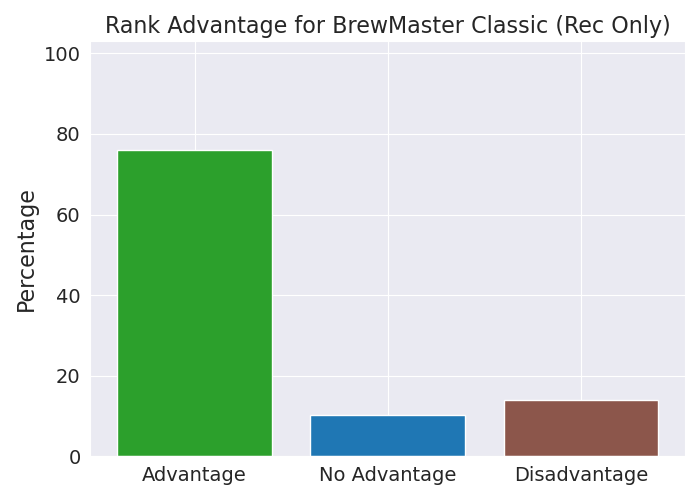 Rank Advantage for BrewMaster Classic (Rec Only)
100
80
60
40
20
0
Percentage
Advantage
No Advantage
Disadvantage